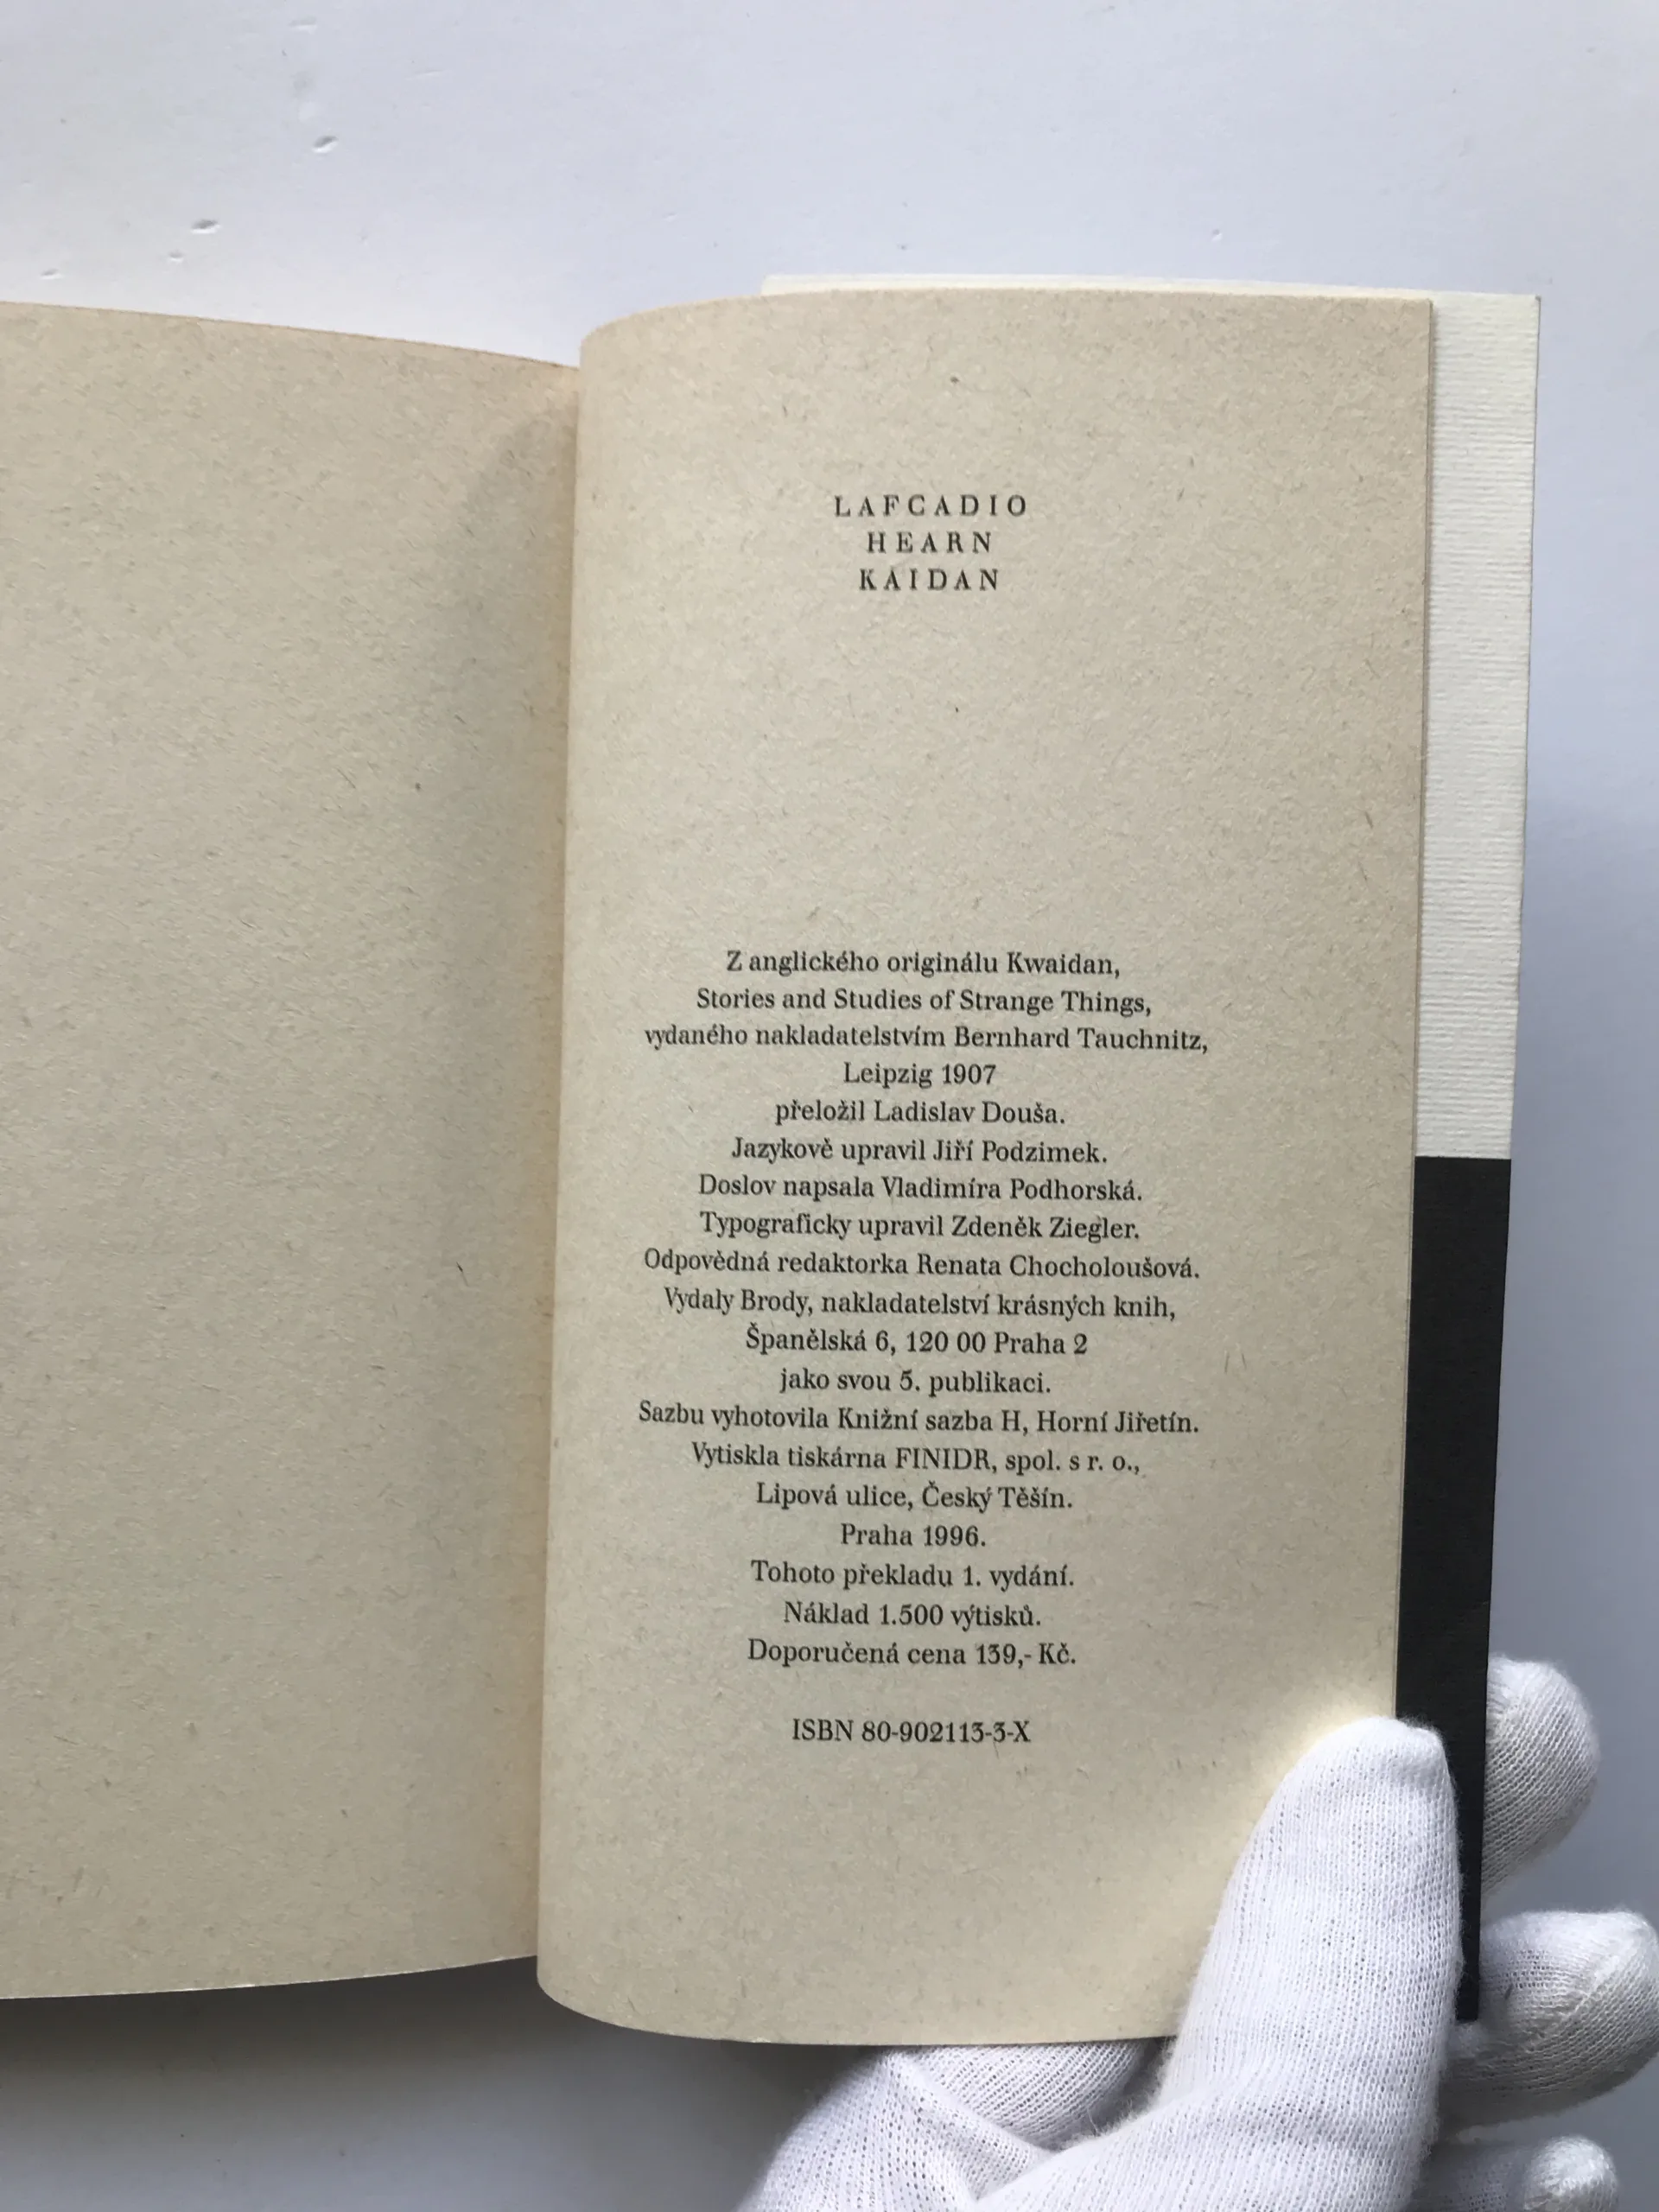 LAFCADIO
HEARN
KAIDAN
Z anglického originálu Kwaidan,
Stories and Studies of Strange Things,
vydaného nakladatelstvím Bernhard Tauchnitz,
Leipzig 1907
přeložil Ladislav Douša.
Jazykově upravil Jiří Podzimek.
Doslov napsala Vladimíra Podhorská.
Typograficky upravil Zdeněk Ziegler.
Odpovědná redaktorka Renata Chocholoušová.
Vydaly Brody, nakladatelství krásných knih,
Španělská 6, 120 00 Praha 2
jako svou 5. publikaci.
Sazbu vyhotovila Knižní sazba H, Horní Jiřetín.
Vytiskla tiskárna FINIDR, spol. s r. o.,
Lipová ulice, Český Těšín.
Praha 1996.
Tohoto překladu 1. vydání.
Náklad 1.500 výtisků.
Doporučená cena 139,- Kč.
ISBN 80-902113-3-X